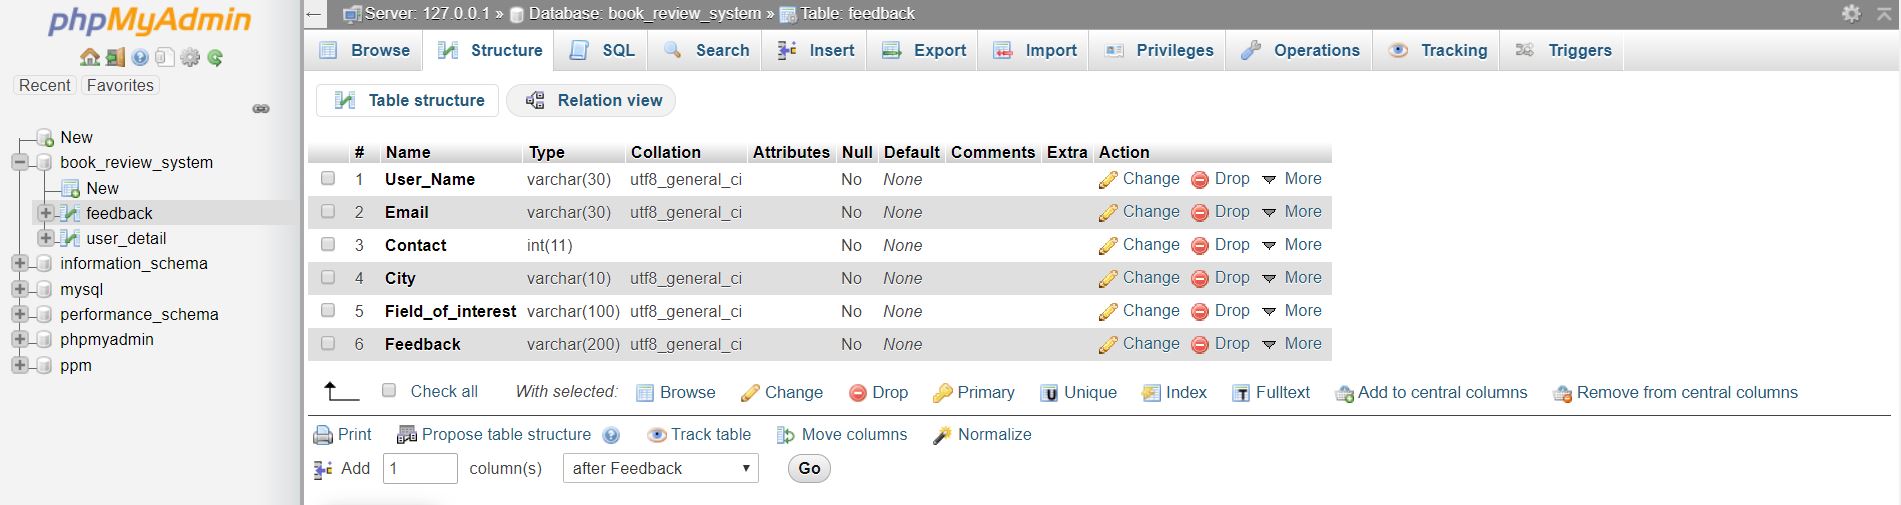 phpMyAdmin
Recent Favorites
New
book_review_system
New
feedback
user_detail
information_schema
mysql
performance_schema
phpmyadmin
ppm
Server: 127.0.0.1 » Database: book_review_system » Table: feedback
Browse Structure SQL Search Insert Export Import Privileges Operations Tracking Triggers
Table structure Relation view
# Name Type Collation Attributes Null Default Comments Extra Action
1 User_Name varchar(30) utf8_general_ci No None Change Drop More
2 Email varchar(30) utf8_general_ci No None Change Drop More
3 Contact int(11) No None Change Drop More
4 City varchar(10) utf8_general_ci No None Change Drop More
5 Field_of_interest varchar(100) utf8_general_ci No None Change Drop More
6 Feedback varchar(200) utf8_general_ci No None Change Drop More
Check all With selected: Browse Change Drop Primary Unique Index Fulltext Add to central columns Remove from central columns
Print Propose table structure Track table Move columns Normalize
Add 1 column(s) after Feedback Go